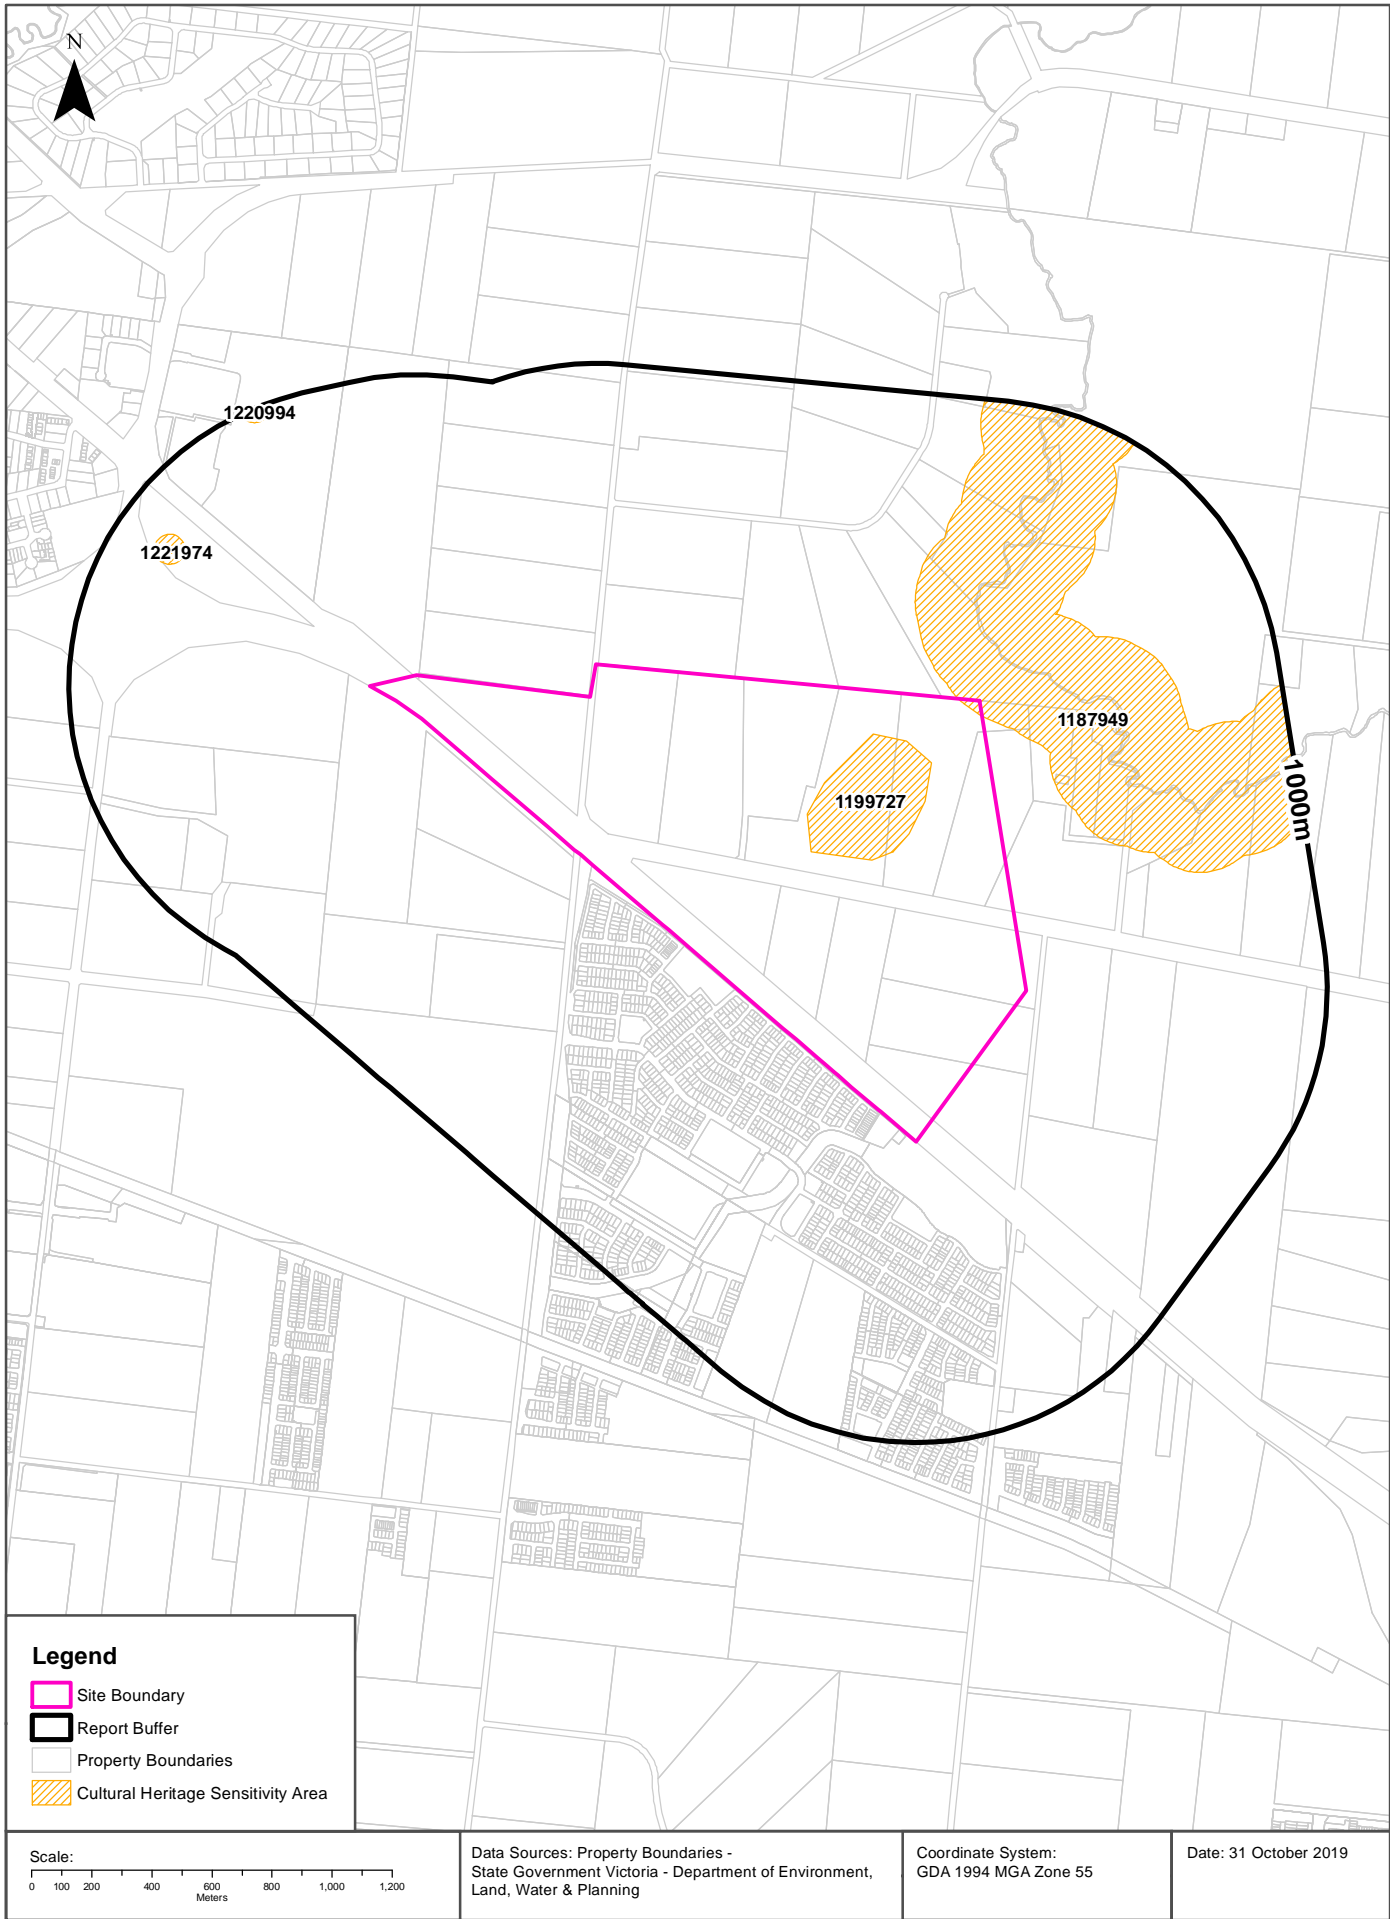 N
1220994
1221974
1187949
1199727
1000m
Legend
Site Boundary
Report Buffer
Property Boundaries
Cultural Heritage Sensitivity Area
Scale:
0 100 200 400 600 800 1,000 1,200
Meters
Data Sources: Property Boundaries -
State Government Victoria - Department of Environment,
Land, Water & Planning
Coordinate System:
GDA 1994 MGA Zone 55
Date: 31 October 2019